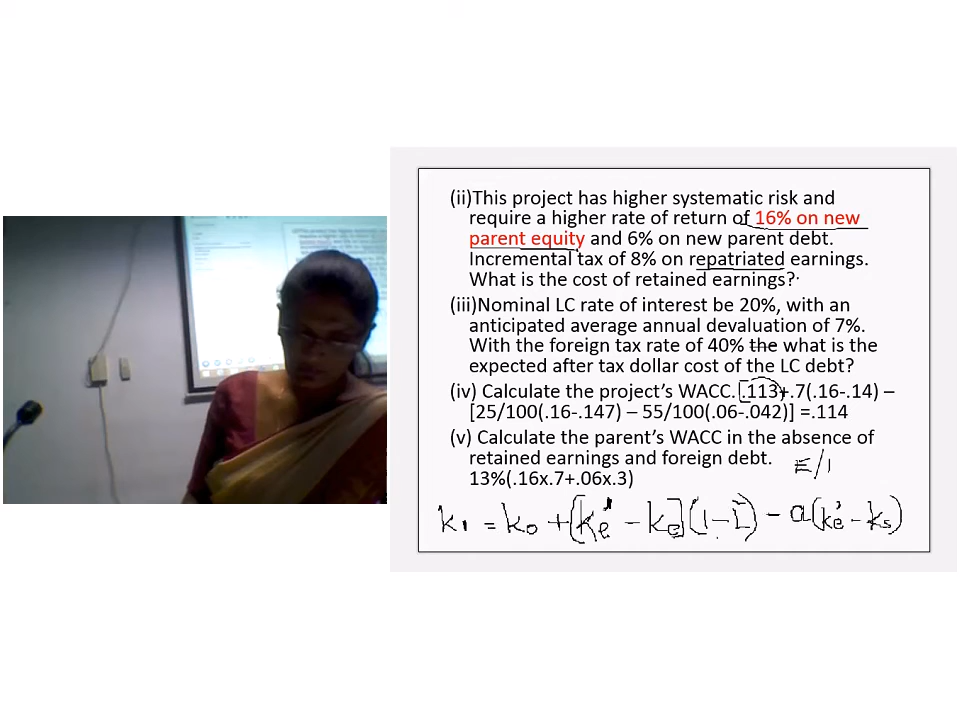 (ii)This project has higher systematic risk and
require a higher rate of return of 16% on new
parent equity and 6% on new parent debt.
Incremental tax of 8% on repatriated earnings.
What is the cost of retained earnings?
(iii)Nominal LC rate of interest be 20%, with an
anticipated average annual devaluation of 7%.
With the foreign tax rate of 40% the what is the
expected after tax dollar cost of the LC debt?
(iv) Calculate the project's WACC. .113+.7(.16-.14) –
[25/100(.16-.147) – 55/100(.06-.042)] =.114
(v) Calculate the parent's WACC in the absence of
retained earnings and foreign debt.
E/I
13%(.16x.7+.06x.3)
k1 = k0 + [ke' - ke](1-L) - a(ke' - ks)